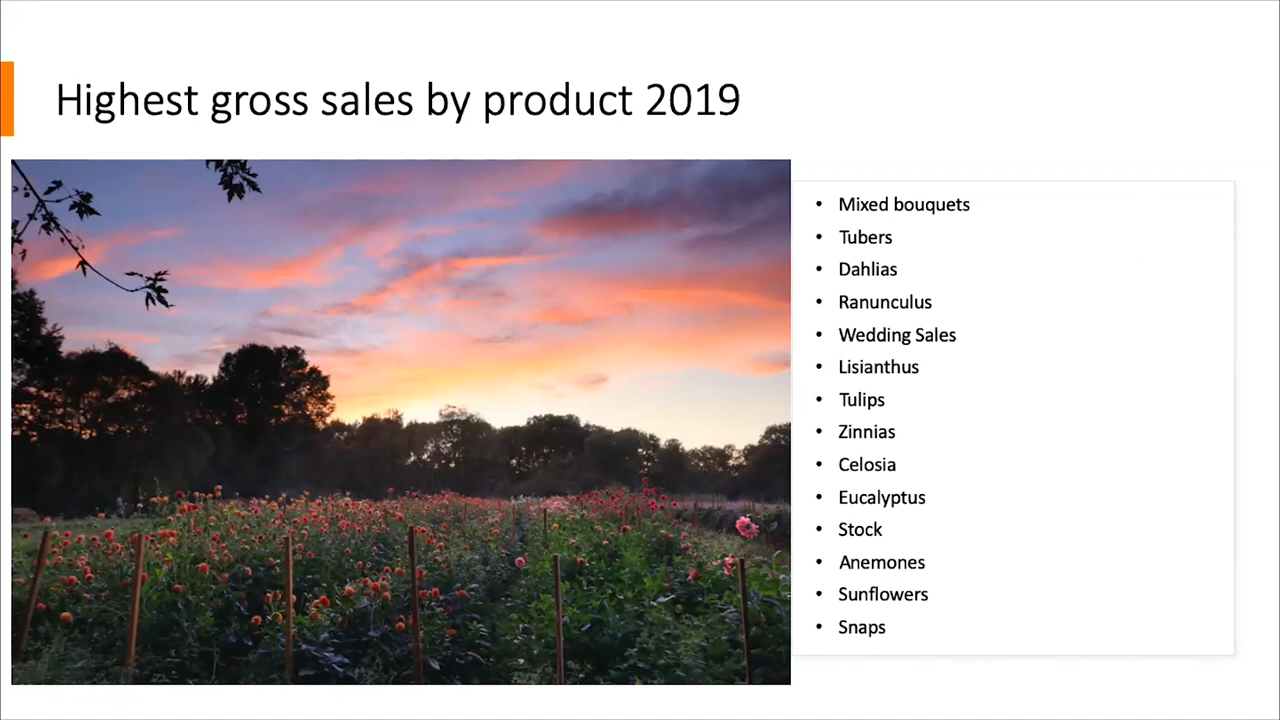 Highest gross sales by product 2019
• Mixed bouquets
• Tubers
• Dahlias
• Ranunculus
• Wedding Sales
• Lisianthus
• Tulips
• Zinnias
• Celosia
• Eucalyptus
• Stock
• Anemones
• Sunflowers
• Snaps